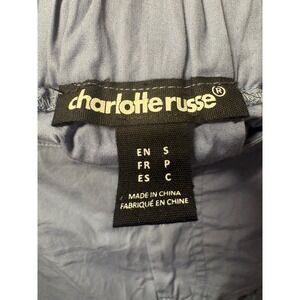 charlotte russe®
EN S
FR P
ES C
MADE IN CHINA
FABRIQUÉ EN CHINE